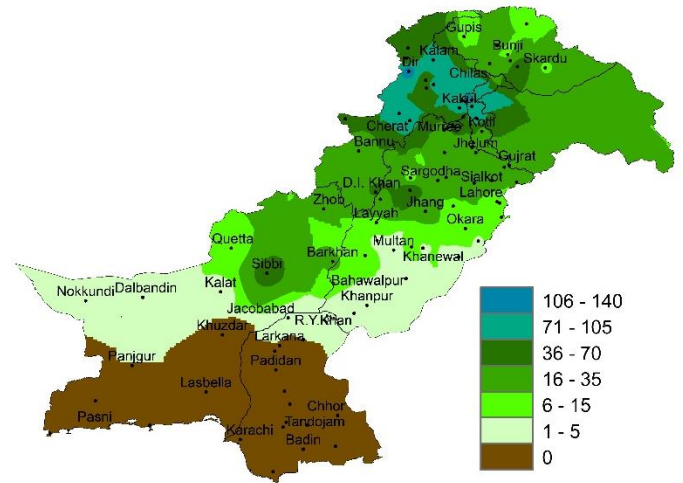 Gupis
Kalam
Bunji
Skardu
Dir
Chilas
Kakul
Cherat
Murree
Kotli
Bannu
Jhelum
Gujrat
Sargodha
Sialkot
D.I. Khan
Lahore
Zhob
Jhang
Layyah
Okara
Quetta
Multan
Barkhan
Khanewal
Sibbi
Bahawalpur
Kalat
Dalbandin
Nokkundi
Khanpur
Jacobabad
R.Y.Khan
Khuzdar
Larkana
Panjgur
Padidan
Lasbella
Chhor
Pasni
Tandojam
Karachi
Badin
106 - 140
71 - 105
36 - 70
16 - 35
6 - 15
1 - 5
0